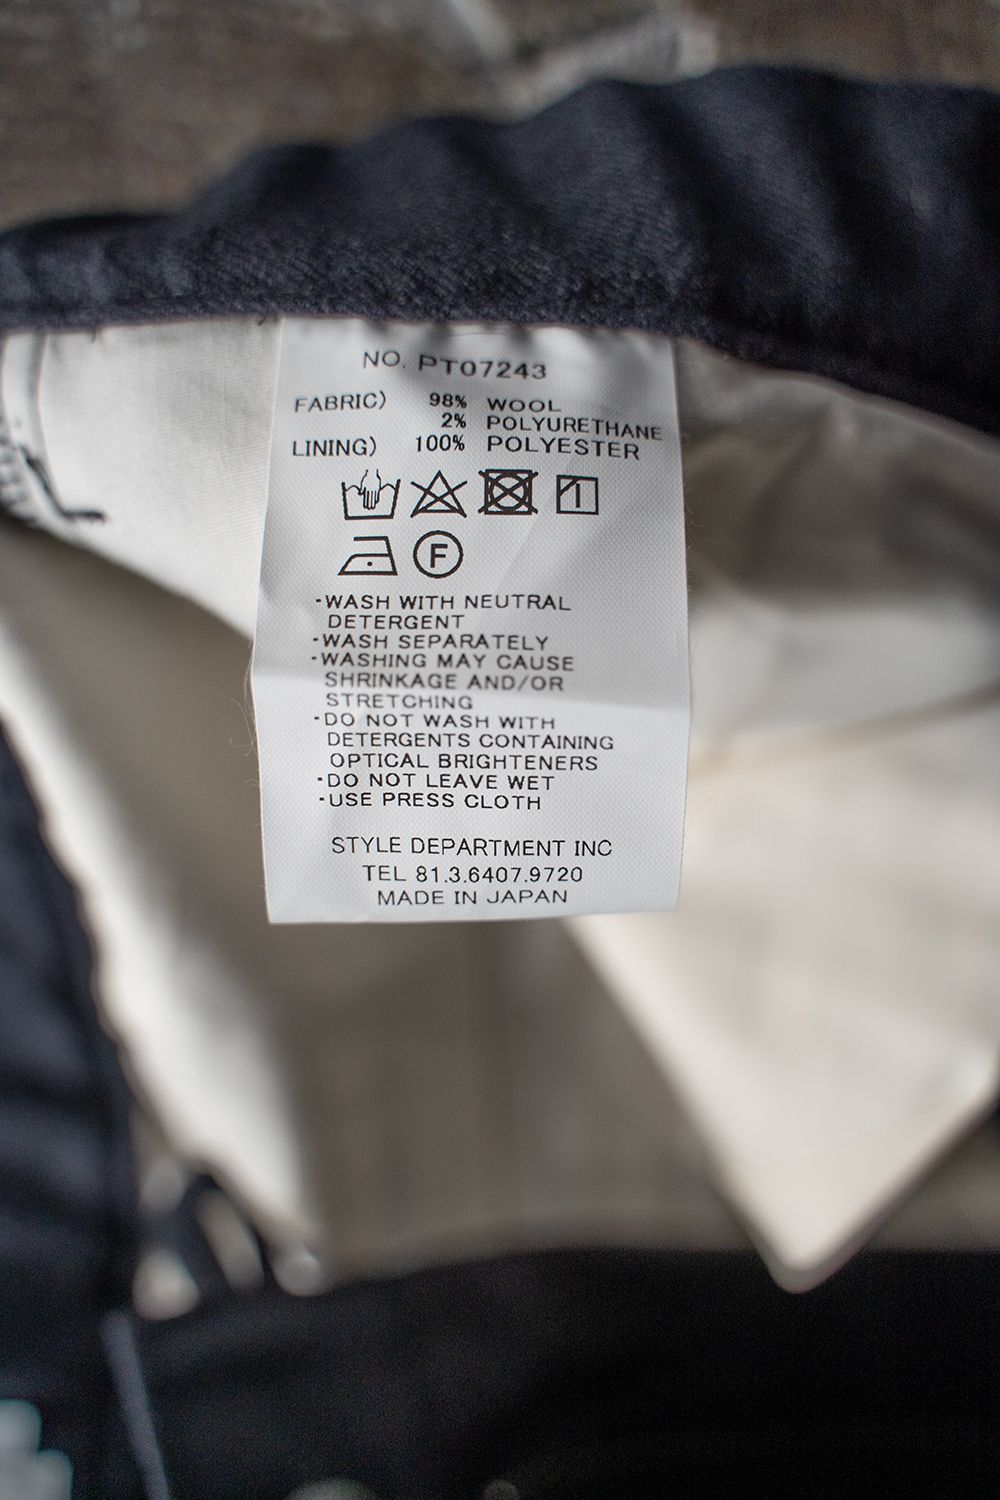 NO. PT07243
FABRIC) 98% WOOL
2% POLYURETHANE
LINING) 100% POLYESTER
F
·WASH WITH NEUTRAL
DETERGENT
·WASH SEPARATELY
·WASHING MAY CAUSE
SHRINKAGE AND/OR
STRETCHING
·DO NOT WASH WITH
DETERGENTS CONTAINING
OPTICAL BRIGHTENERS
·DO NOT LEAVE WET
·USE PRESS CLOTH
STYLE DEPARTMENT INC
TEL 81.3.6407.9720
MADE IN JAPAN